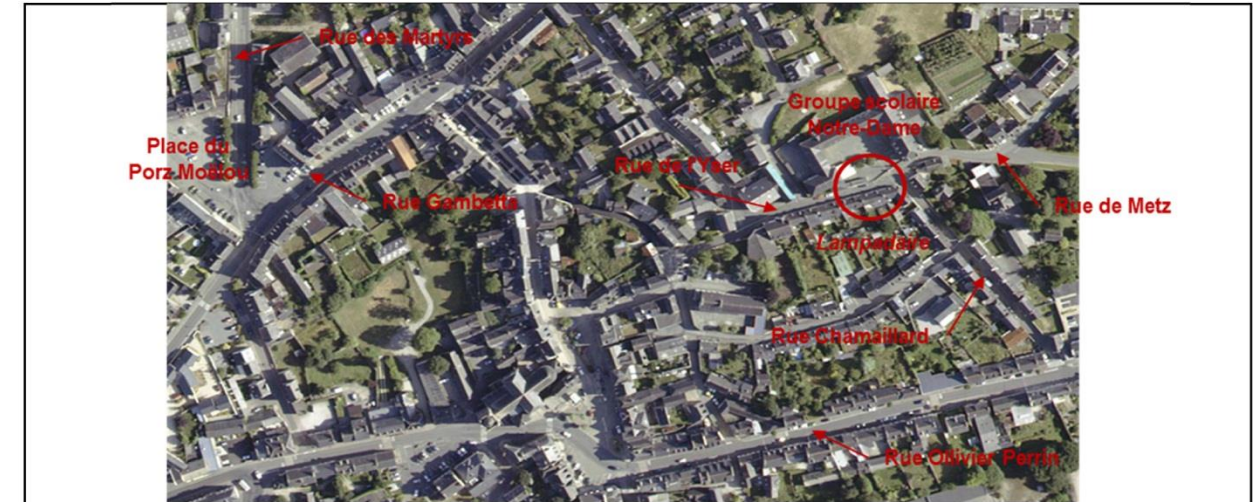 Rue des Martyrs
Groupe scolaire
Notre-Dame
Place du
Porz Moëlou
Rue de l'Yser
Rue Gambetta
Rue de Metz
Lampadaire
Rue Chamaillard
Rue Ollivier Perrin